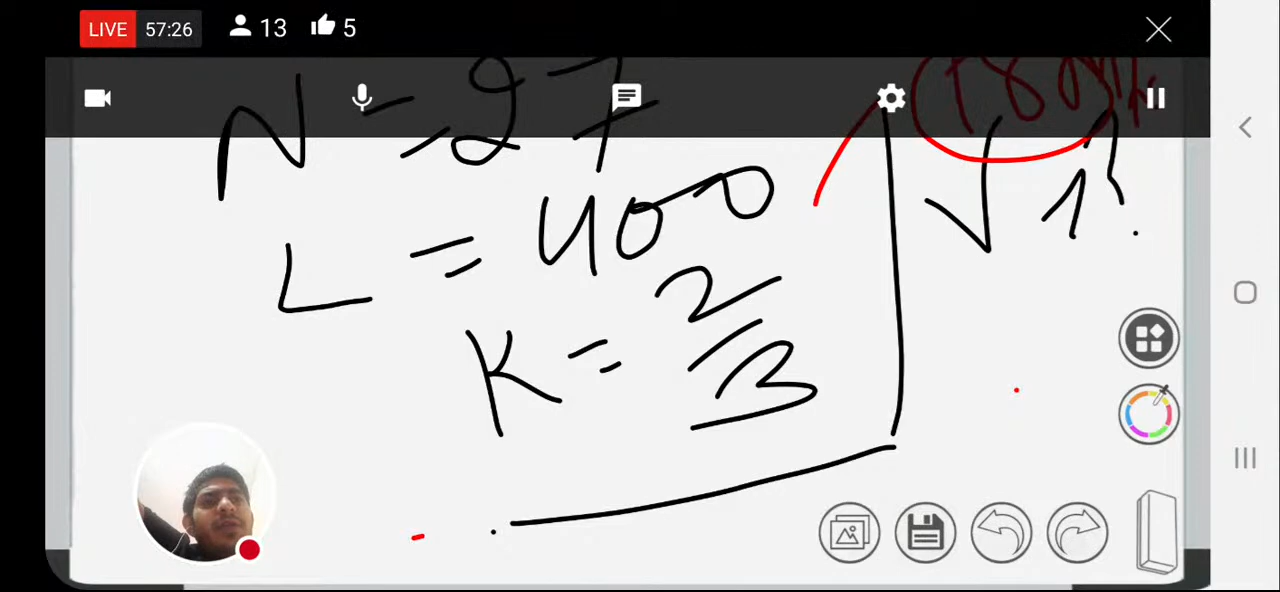 LIVE 57:26 13 5
N = 27
L = 400
K = 2/3